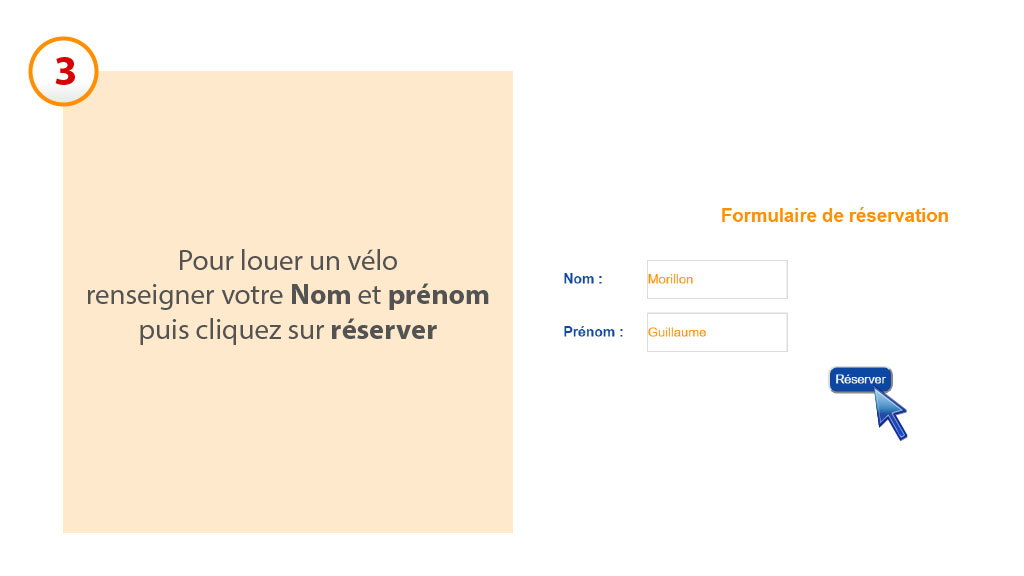 3
Pour louer un vélo
renseigner votre Nom et prénom
puis cliquez sur réserver
Formulaire de réservation
Nom : Morillon
Prénom : Guillaume
Réserver